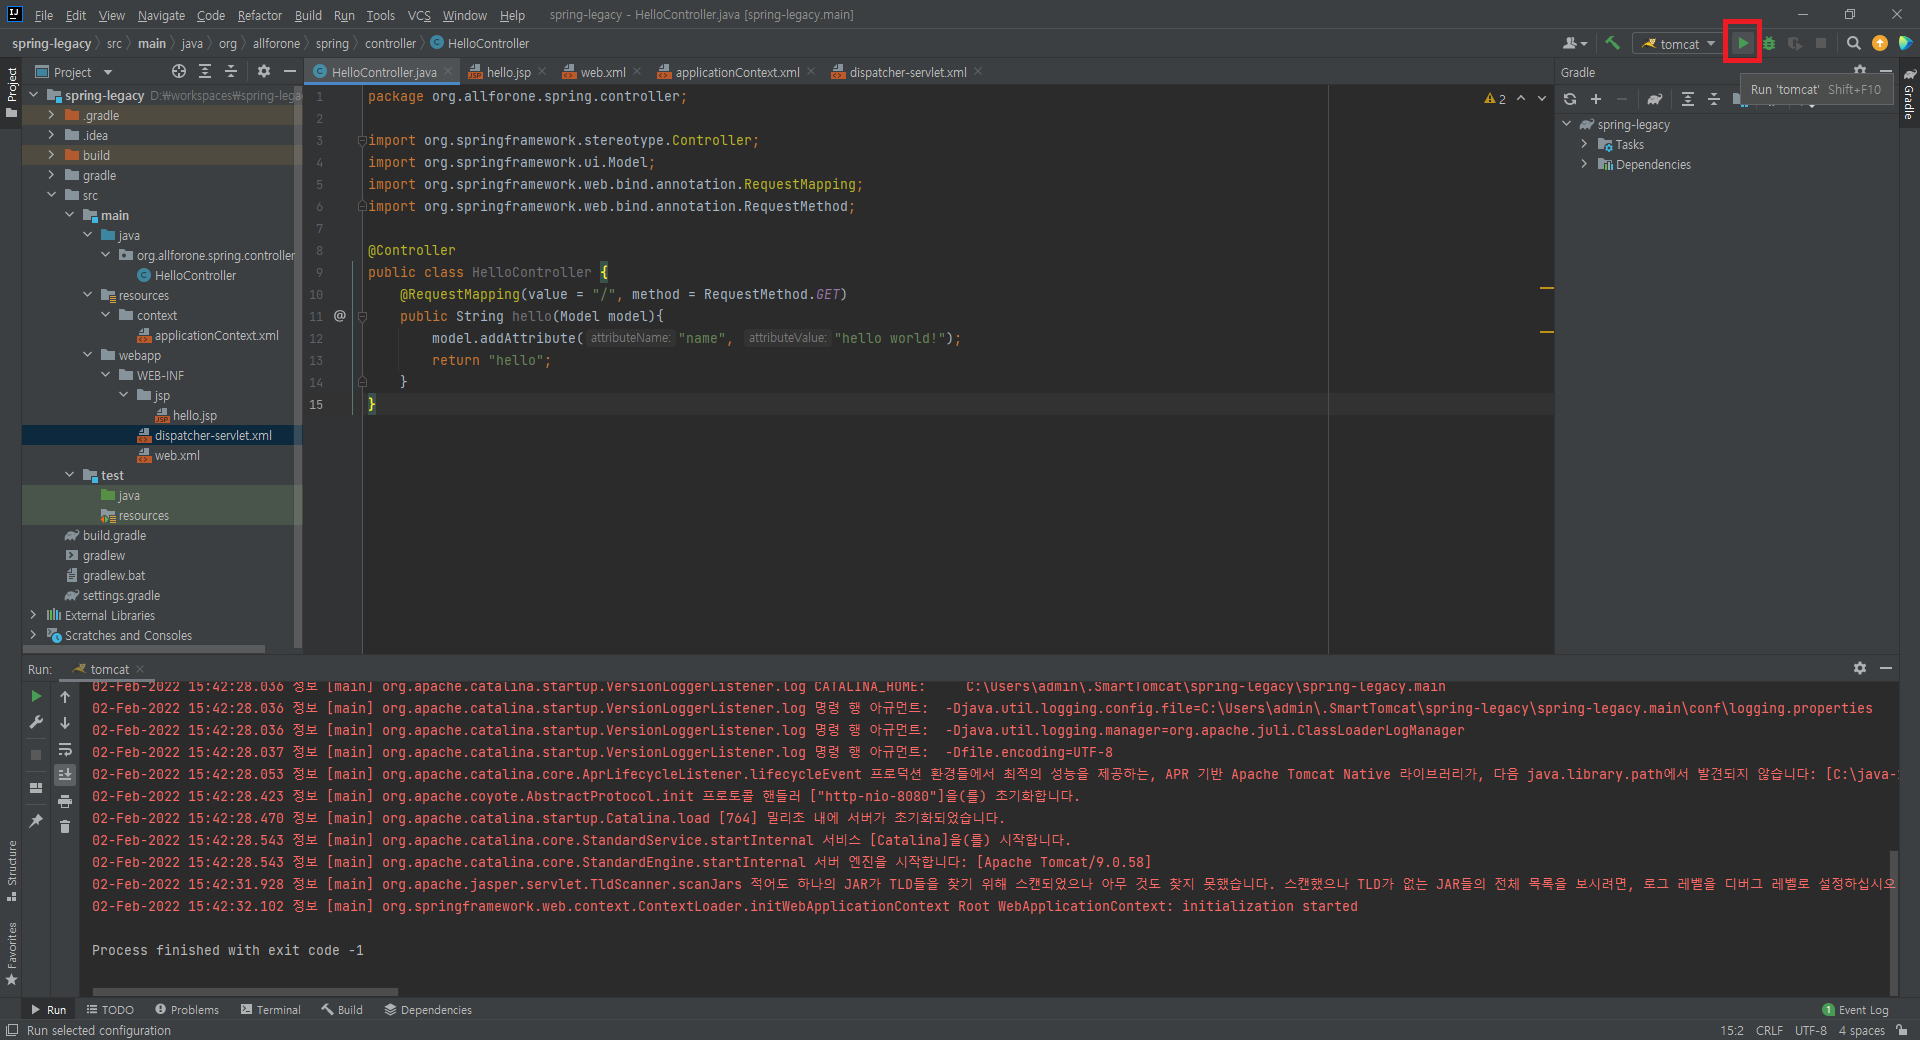 File Edit View Navigate Code Refactor Build Run Tools VCS Window Help spring-legacy - HelloController.java [spring-legacy.main]
spring-legacy src main java org allforone spring controller HelloController tomcat
Project HelloController.java hello.jsp web.xml applicationContext.xml dispatcher-servlet.xml Gradle
Run 'tomcat' Shift+F10
Project
Gradle
spring-legacy D:₩workspaces₩spring-lega
.gradle
.idea
build
gradle
src
main
java
org.allforone.spring.controller
HelloController
resources
context
applicationContext.xml
webapp
WEB-INF
jsp
hello.jsp
dispatcher-servlet.xml
web.xml
test
java
resources
build.gradle
gradlew
gradlew.bat
settings.gradle
External Libraries
Scratches and Consoles
1 package org.allforone.spring.controller;
2
3 import org.springframework.stereotype.Controller;
4 import org.springframework.ui.Model;
5 import org.springframework.web.bind.annotation.RequestMapping;
6 import org.springframework.web.bind.annotation.RequestMethod;
7
8 @Controller
9 public class HelloController {
10 @RequestMapping(value = "/", method = RequestMethod.GET)
11 public String hello(Model model){
12 model.addAttribute( attributeName: "name", attributeValue: "hello world!");
13 return "hello";
14 }
15 }
2
spring-legacy
Tasks
Dependencies
Run: tomcat
02-Feb-2022 15:42:28.036 정보 [main] org.apache.catalina.startup.VersionLoggerListener.log CATALINA_HOME: C:\Users\admin\.SmartTomcat\spring-legacy\spring-legacy.main
02-Feb-2022 15:42:28.036 정보 [main] org.apache.catalina.startup.VersionLoggerListener.log 명령 행 아규먼트: -Djava.util.logging.config.file=C:\Users\admin\.SmartTomcat\spring-legacy\spring-legacy.main\conf\logging.properties
02-Feb-2022 15:42:28.036 정보 [main] org.apache.catalina.startup.VersionLoggerListener.log 명령 행 아규먼트: -Djava.util.logging.manager=org.apache.juli.ClassLoaderLogManager
02-Feb-2022 15:42:28.037 정보 [main] org.apache.catalina.startup.VersionLoggerListener.log 명령 행 아규먼트: -Dfile.encoding=UTF-8
02-Feb-2022 15:42:28.053 정보 [main] org.apache.catalina.core.AprLifecycleListener.lifecycleEvent 프로덕션 환경들에서 최적의 성능을 제공하는, APR 기반 Apache Tomcat Native 라이브러리가, 다음 java.library.path에서 발견되지 않습니다: [C:\java-
02-Feb-2022 15:42:28.423 정보 [main] org.apache.coyote.AbstractProtocol.init 프로토콜 핸들러 ["http-nio-8080"]을(를) 초기화합니다.
02-Feb-2022 15:42:28.470 정보 [main] org.apache.catalina.startup.Catalina.load [764] 밀리초 내에 서버가 초기화되었습니다.
02-Feb-2022 15:42:28.543 정보 [main] org.apache.catalina.core.StandardService.startInternal 서비스 [Catalina]을(를) 시작합니다.
02-Feb-2022 15:42:28.543 정보 [main] org.apache.catalina.core.StandardEngine.startInternal 서버 엔진을 시작합니다: [Apache Tomcat/9.0.58]
02-Feb-2022 15:42:31.928 정보 [main] org.apache.jasper.servlet.TldScanner.scanJars 적어도 하나의 JAR가 TLD들을 찾기 위해 스캔되었으나 아무 것도 찾지 못했습니다. 스캔했으나 TLD가 없는 JAR들의 전체 목록을 보시려면, 로그 레벨을 디버그 레벨로 설정하십시오
02-Feb-2022 15:42:32.102 정보 [main] org.springframework.web.context.ContextLoader.initWebApplicationContext Root WebApplicationContext: initialization started
Process finished with exit code -1
Structure
Favorites
Run TODO Problems Terminal Build Dependencies 1 Event Log
Run selected configuration 15:2 CRLF UTF-8 4 spaces